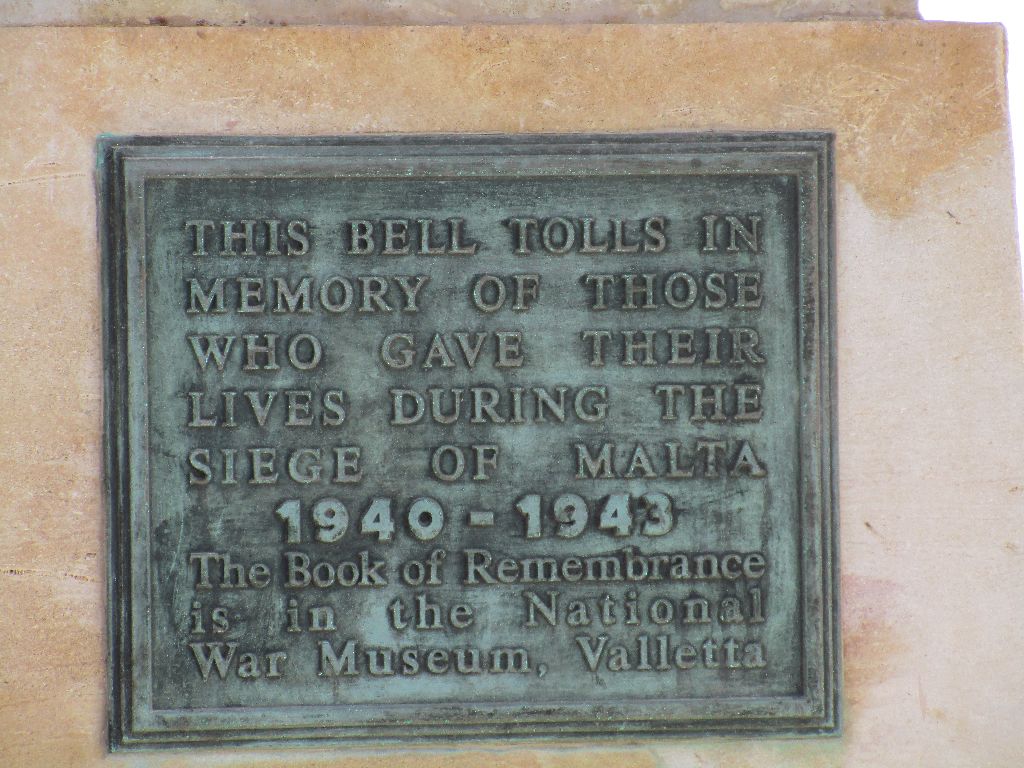 THIS BELL TOLLS IN
MEMORY OF THOSE
WHO GAVE THEIR
LIVES DURING THE
SIEGE OF MALTA
1940 - 1943
The Book of Remembrance
is in the National
War Museum, Valletta